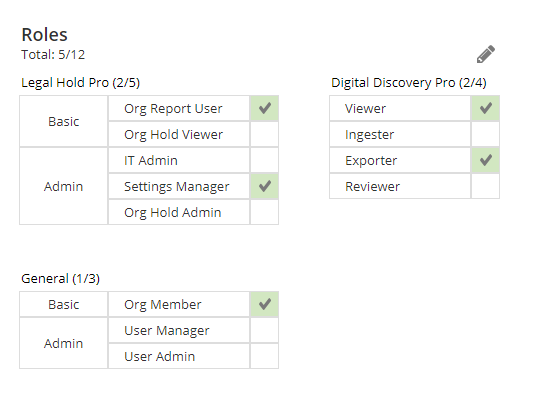 Roles
Total: 5/12
Legal Hold Pro (2/5)
Basic
Org Report User
Org Hold Viewer
Admin
IT Admin
Settings Manager
Org Hold Admin
Digital Discovery Pro (2/4)
Viewer
Ingester
Exporter
Reviewer
General (1/3)
Basic
Org Member
Admin
User Manager
User Admin